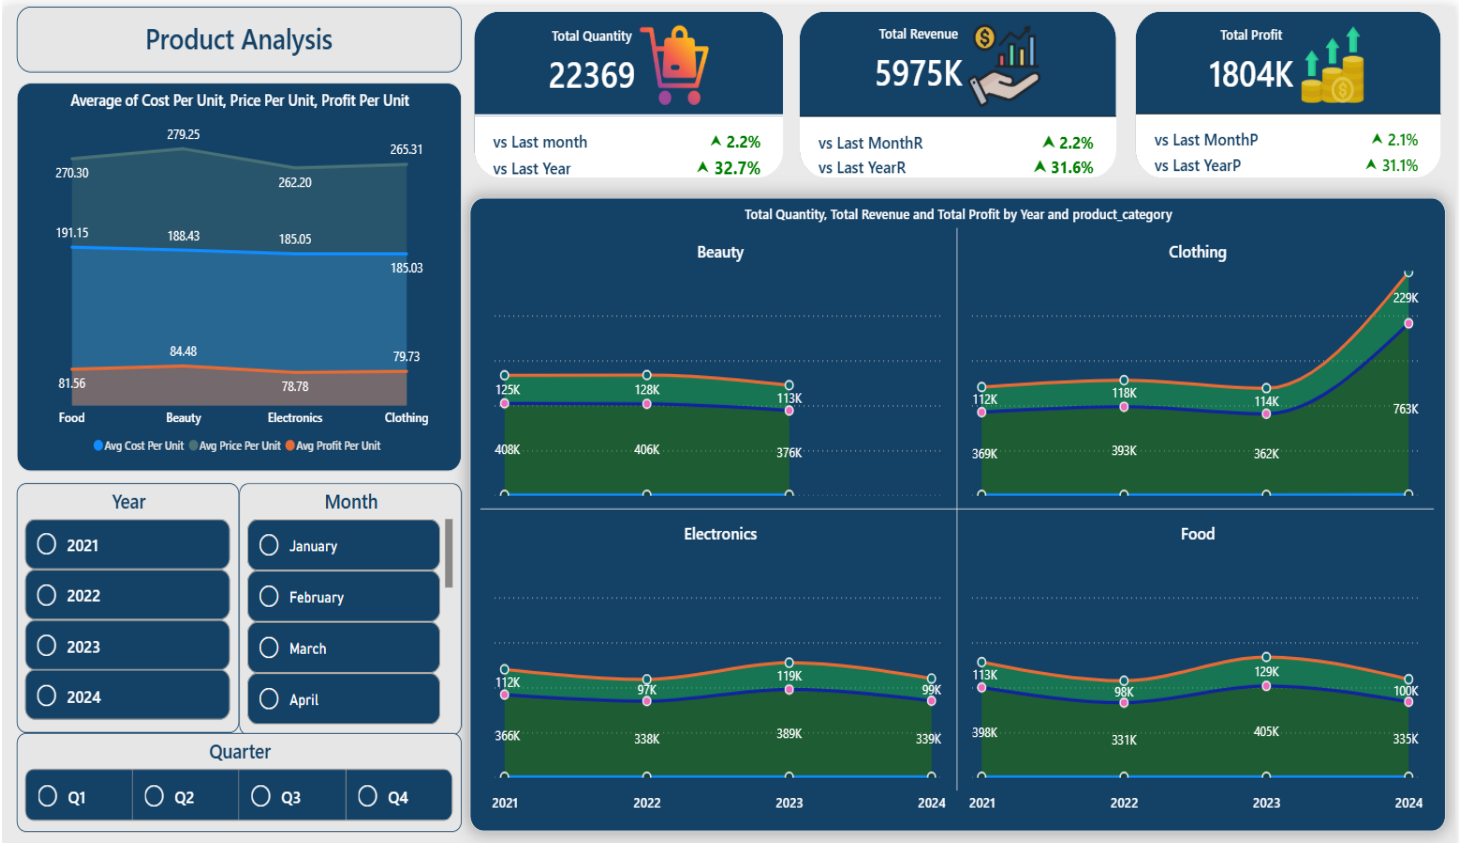 Product Analysis
Total Quantity
22369
vs Last month 2.2%
vs Last Year 32.7%
Total Revenue
5975K
vs Last MonthR 2.2%
vs Last YearR 31.6%
Total Profit
1804K
vs Last MonthP 2.1%
vs Last YearP 31.1%
Average of Cost Per Unit, Price Per Unit, Profit Per Unit
279.25
270.30
262.20
265.31
191.15
188.43
185.05
185.03
84.48
81.56
78.78
79.73
Food Beauty Electronics Clothing
Avg Cost Per Unit Avg Price Per Unit Avg Profit Per Unit
Year
2021
2022
2023
2024
Month
January
February
March
April
Quarter
Q1 Q2 Q3 Q4
Total Quantity, Total Revenue and Total Profit by Year and product_category
Beauty
125K 128K 113K
408K 406K 376K
Clothing
112K 118K 114K 229K
369K 393K 362K 763K
Electronics
112K 97K 119K 99K
366K 338K 389K 339K
Food
113K 98K 129K 100K
398K 331K 405K 335K
2021 2022 2023 2024 2021 2022 2023 2024